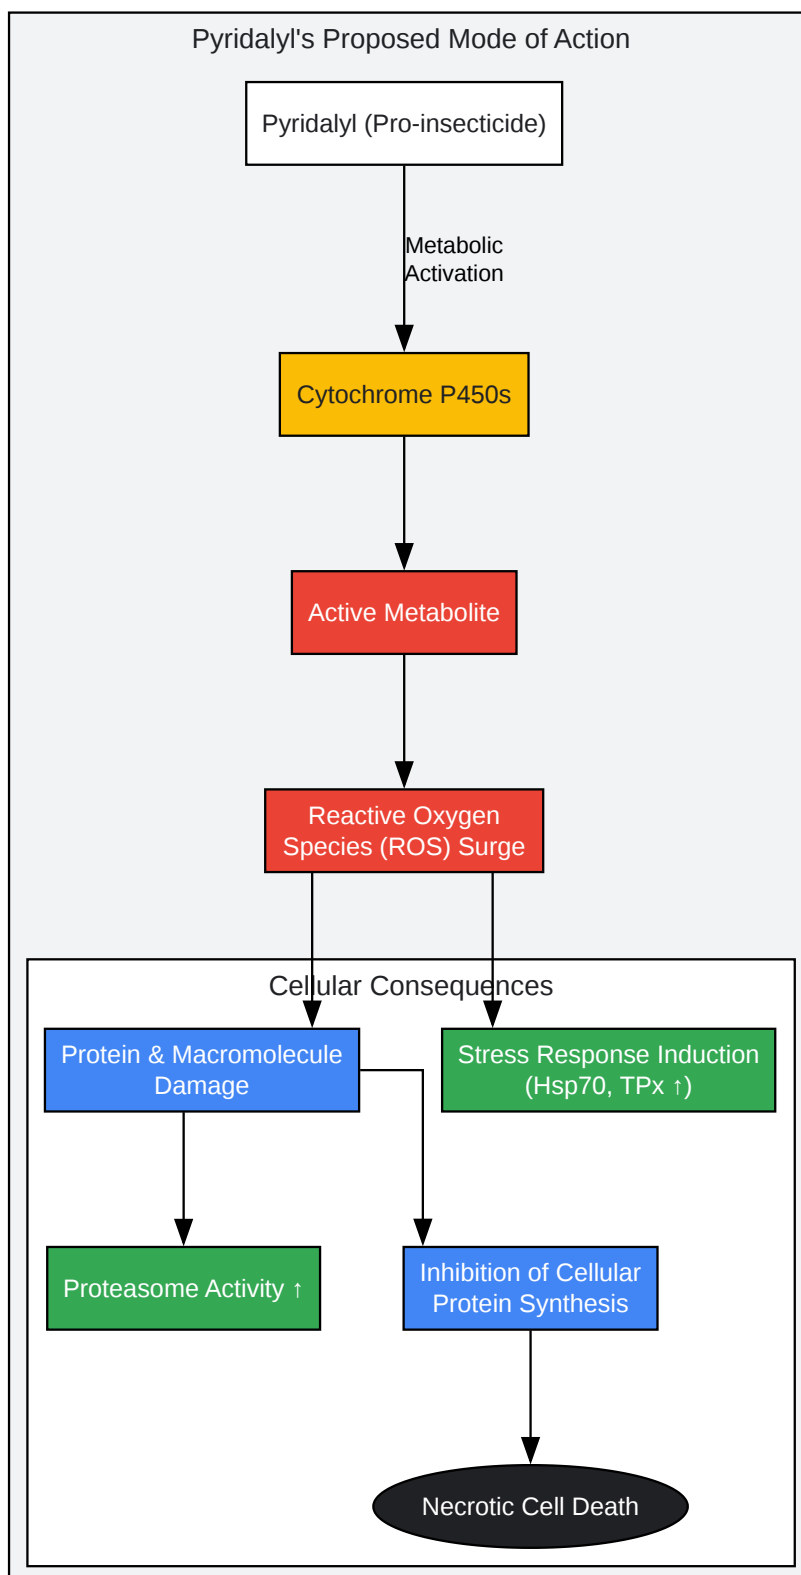 Pyridalyl's Proposed Mode of Action
Pyridalyl (Pro-insecticide)
Metabolic
Activation
Cytochrome P450s
Active Metabolite
Reactive Oxygen
Species (ROS) Surge
Cellular Consequences
Protein & Macromolecule
Damage
Stress Response Induction
(Hsp70, TPx ↑)
Proteasome Activity ↑
Inhibition of Cellular
Protein Synthesis
Necrotic Cell Death